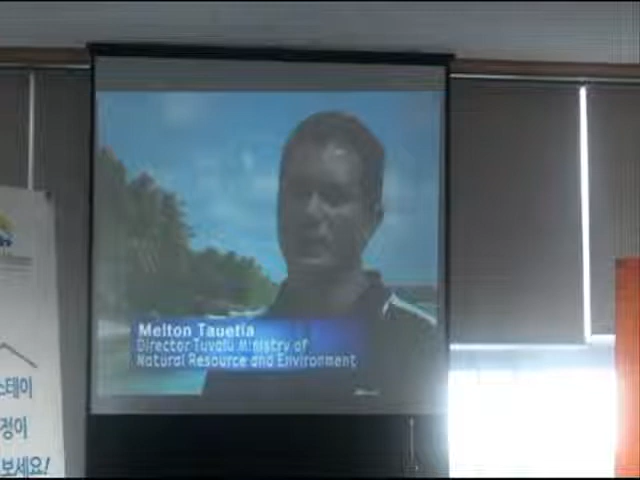 Melton Tauetia
Director Tuvalu Ministry of
Natural Resource and Environment
스테이
정이
보세요!